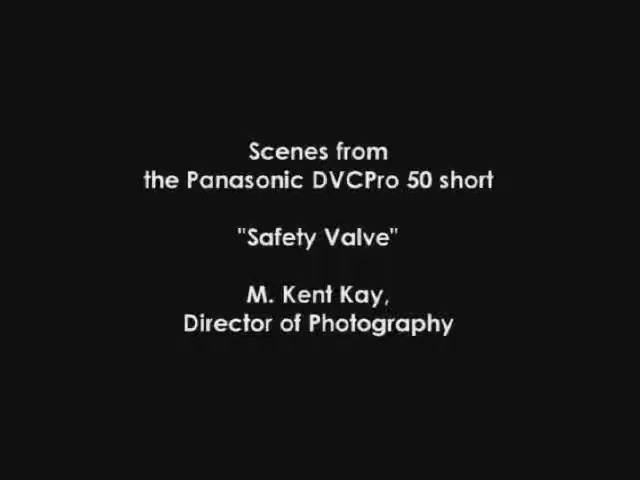 Scenes from
the Panasonic DVCPro 50 short
"Safety Valve"
M. Kent Kay,
Director of Photography